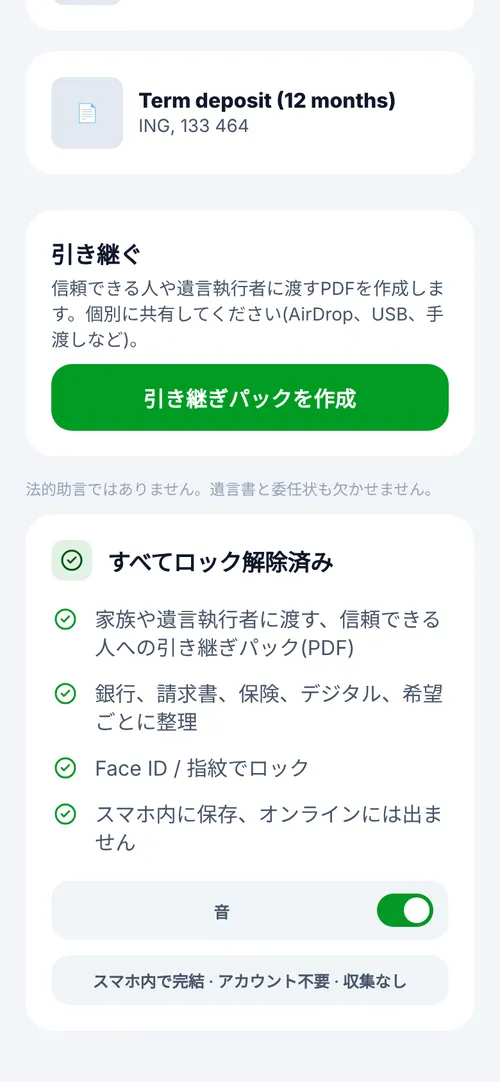 Term deposit (12 months)
ING, 133 464
引き継ぐ
信頼できる人や遺言執行者に渡すPDFを作成しま
す。個別に共有してください(AirDrop、USB、手
渡しなど)。
引き継ぎパックを作成
法的助言ではありません。遺言書と委任状も欠かせません。
すべてロック解除済み
家族や遺言執行者に渡す、信頼できる
人への引き継ぎパック(PDF)
銀行、請求書、保険、デジタル、希望
ごとに整理
Face ID / 指紋でロック
スマホ内に保存、オンラインには出ま
せん
音
スマホ内で完結 · アカウント不要 · 収集なし